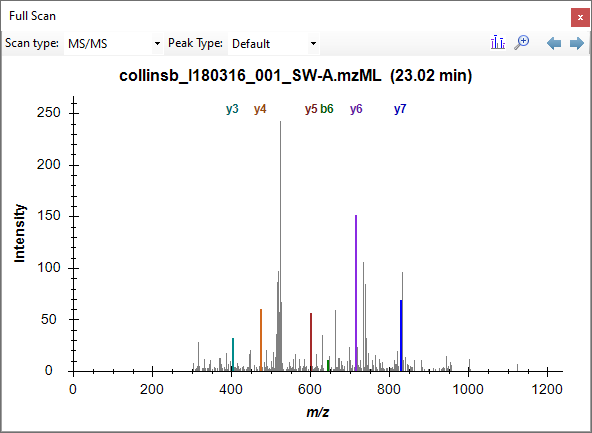 Full Scan x
Scan type: MS/MS Peak Type: Default
collinsb_I180316_001_SW-A.mzML (23.02 min)
y3 y4 y5 b6 y6 y7
250
200
150
100
50
0
Intensity
0 200 400 600 800 1000 1200
m/z